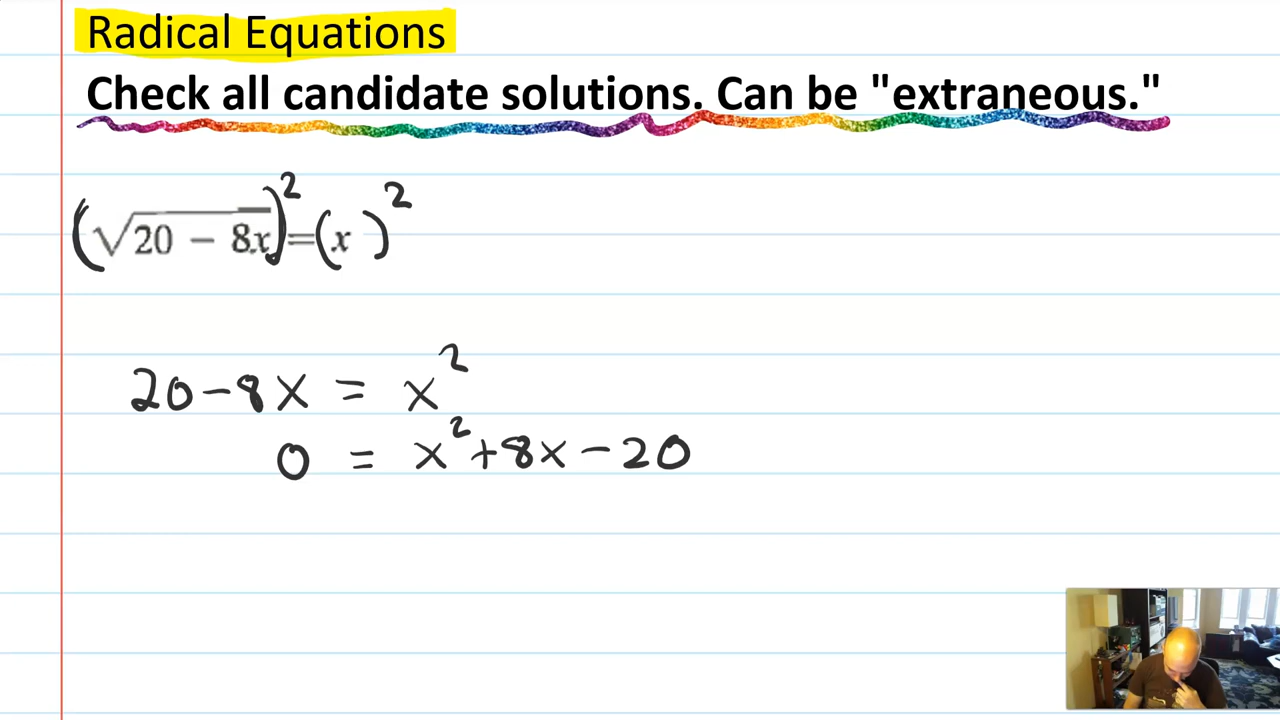 Radical Equations
Check all candidate solutions. Can be "extraneous."
(√20 − 8x)² = (x)²
20 − 8x = x²
0 = x² + 8x − 20